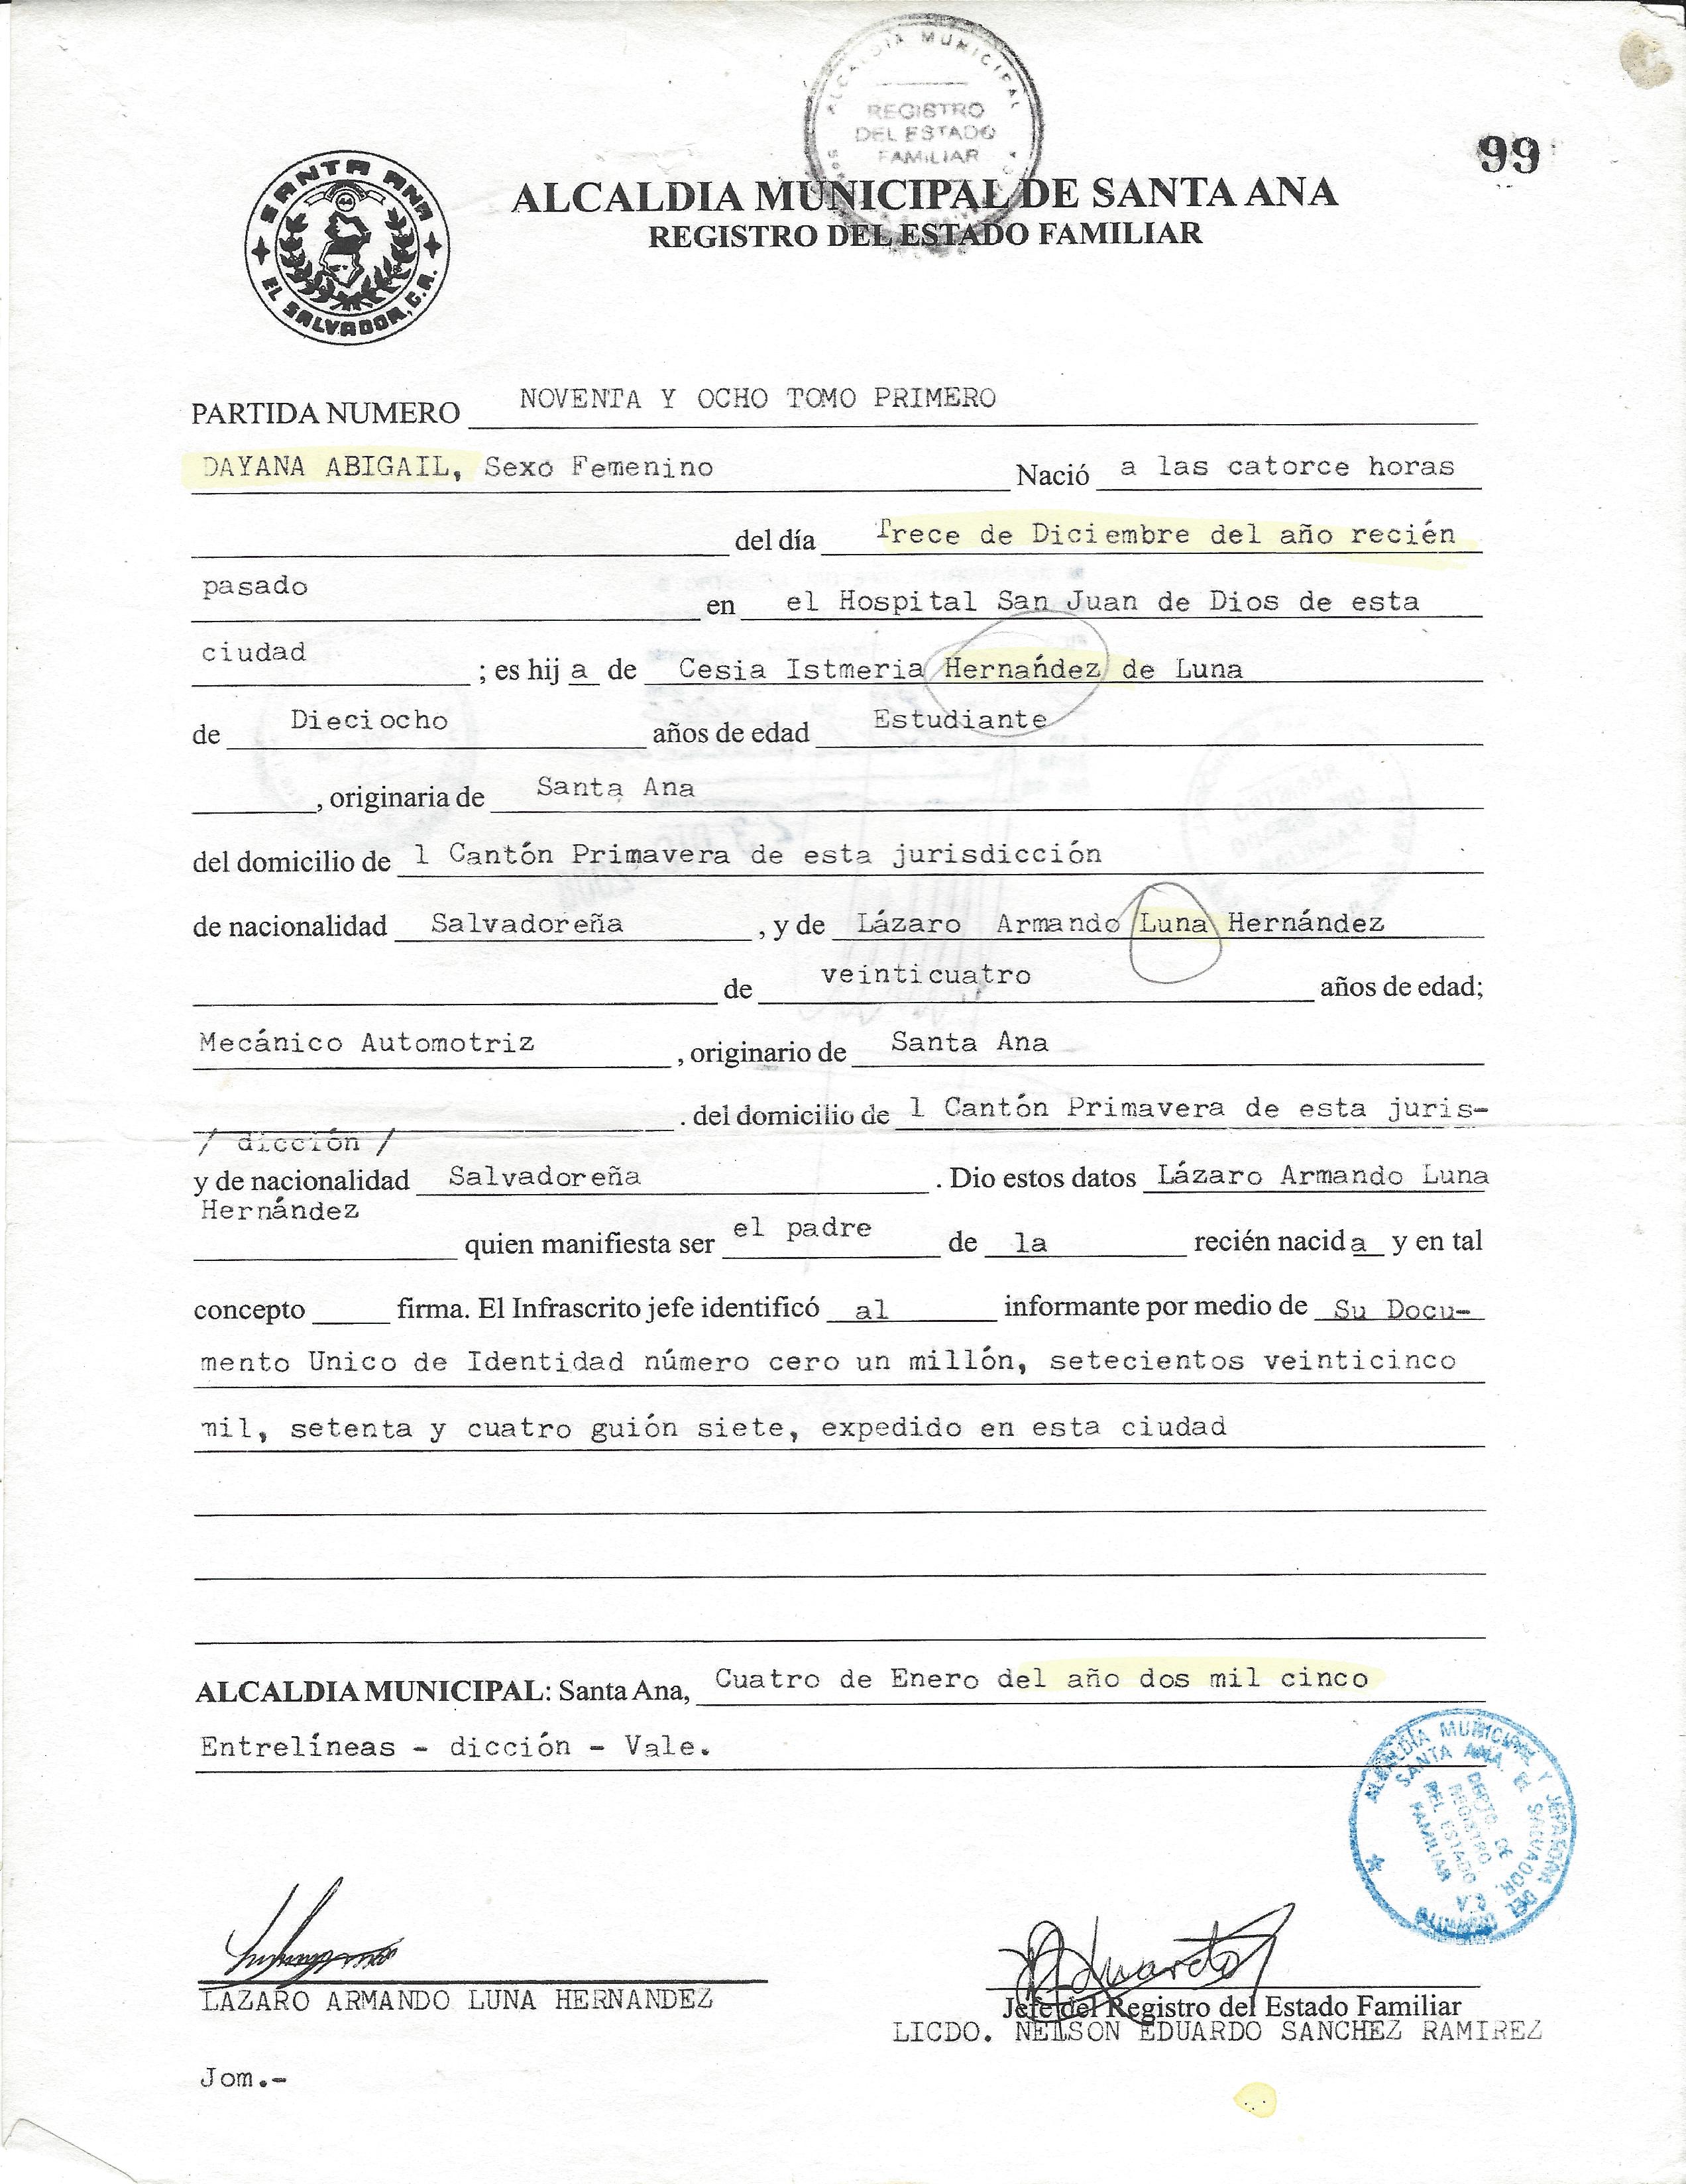 ALCALDIA MUNICIPAL
REGISTRO
DEL ESTADO
FAMILIAR
99
SANTA ANA
44
EL SALVADOR, C.A.
ALCALDIA MUNICIPAL DE SANTA ANA
REGISTRO DEL ESTADO FAMILIAR
PARTIDA NUMERO NOVENTA Y OCHO TOMO PRIMERO
DAYANA ABIGAIL, Sexo Femenino Nació a las catorce horas
del día Trece de Diciembre del año recién
pasado en el Hospital San Juan de Dios de esta
ciudad ; es hij a de Cesia Istmeria Hernández de Luna
de Dieciocho años de edad Estudiante
, originaria de Santa Ana
del domicilio de l Cantón Primavera de esta jurisdicción
de nacionalidad Salvadoreña , y de Lázaro Armando Luna Hernández
de veinticuatro años de edad;
Mecánico Automotriz , originario de Santa Ana
. del domicilio de l Cantón Primavera de esta juris-
/ dicción /
y de nacionalidad Salvadoreña . Dio estos datos Lázaro Armando Luna
Hernández
quien manifiesta ser el padre de la recién nacid a y en tal
concepto firma. El Infrascrito jefe identificó al informante por medio de Su Docu-
mento Unico de Identidad número cero un millón, setecientos veinticinco
mil, setenta y cuatro guión siete, expedido en esta ciudad
ALCALDIA MUNICIPAL: Santa Ana, Cuatro de Enero del año dos mil cinco
Entrelíneas - dicción - Vale.
ALCALDÍA MUNICIPAL Y JEFATURA DEL
SANTA ANA, EL SALVADOR, C.A.
DEPTO. DE
REGISTRO
DEL ESTADO
FAMILIAR
LAZARO ARMANDO LUNA HERNANDEZ
Jefe del Registro del Estado Familiar
LICDO. NELSON EDUARDO SANCHEZ RAMIREZ
Jom.-